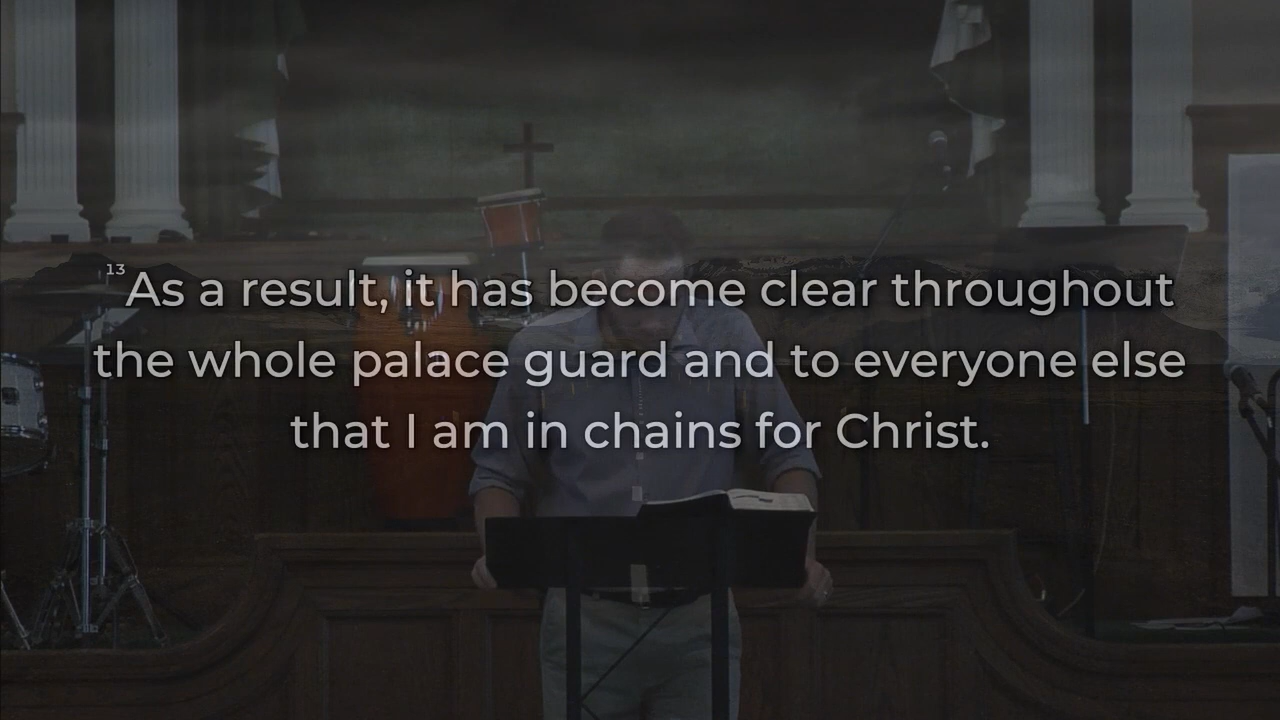 13 As a result, it has become clear throughout
the whole palace guard and to everyone else
that I am in chains for Christ.